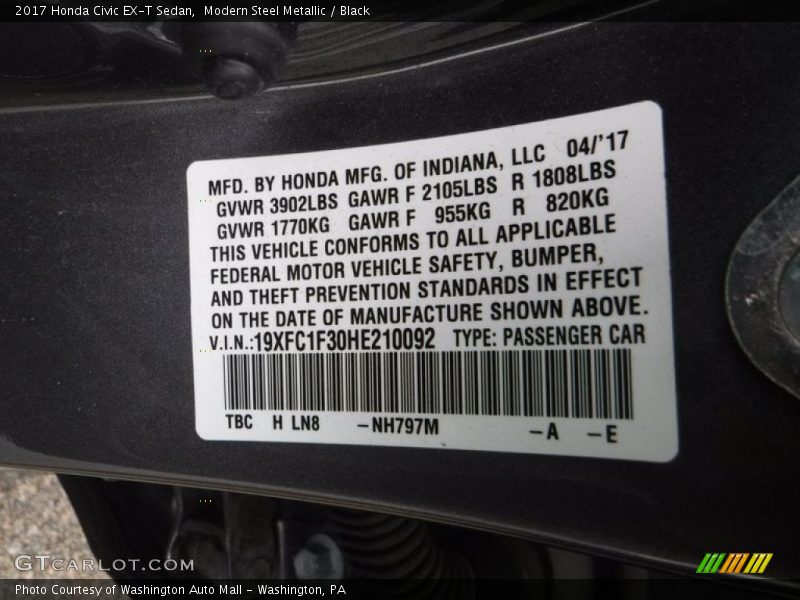 2017 Honda Civic EX-T Sedan,  Modern Steel Metallic / Black
MFD. BY HONDA MFG. OF INDIANA, LLC   04/'17
GVWR 3902LBS  GAWR F 2105LBS  R 1808LBS
GVWR 1770KG  GAWR F  955KG  R  820KG
THIS VEHICLE CONFORMS TO ALL APPLICABLE
FEDERAL MOTOR VEHICLE SAFETY, BUMPER,
AND THEFT PREVENTION STANDARDS IN EFFECT
ON THE DATE OF MANUFACTURE SHOWN ABOVE.
V.I.N.:19XFC1F30HE210092  TYPE: PASSENGER CAR
TBC  H LN8  -NH797M  -A  -E
GTCARLOT.COM
Photo Courtesy of Washington Auto Mall - Washington, PA